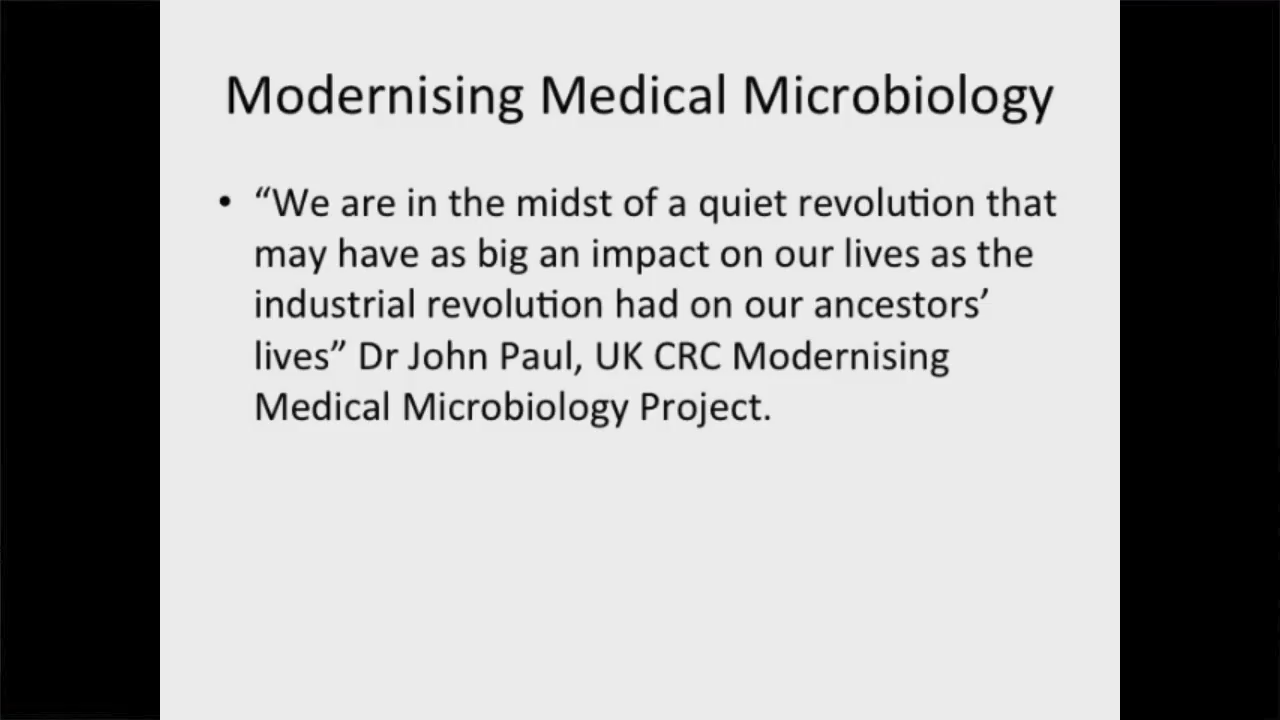 Modernising Medical Microbiology
• “We are in the midst of a quiet revolution that
may have as big an impact on our lives as the
industrial revolution had on our ancestors’
lives” Dr John Paul, UK CRC Modernising
Medical Microbiology Project.